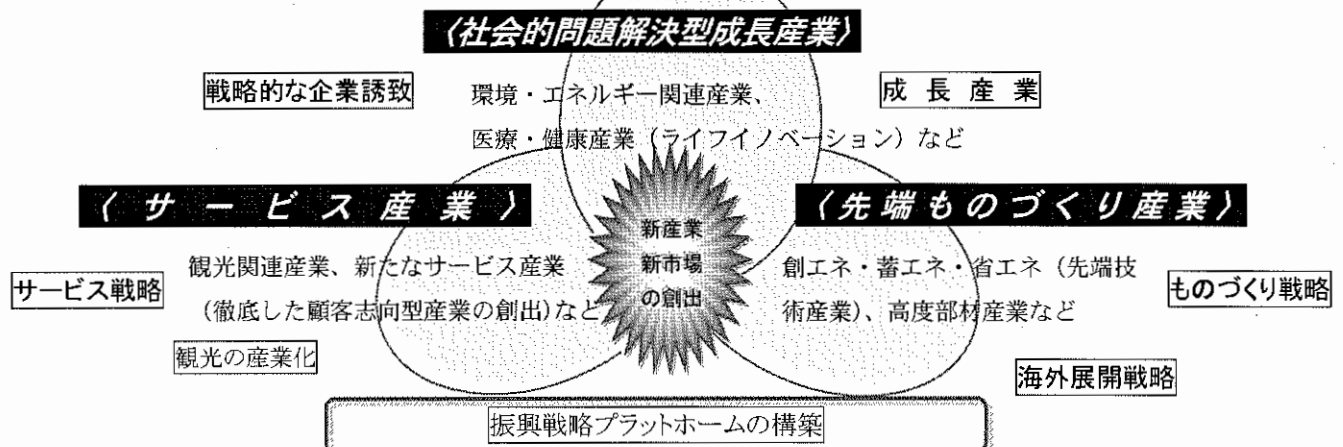 〈社会的問題解決型成長産業〉
戦略的な企業誘致
環境・エネルギー関連産業、
医療・健康産業（ライフイノベーション）など
成長産業
〈サービス産業〉
サービス戦略
観光関連産業、新たなサービス産業
（徹底した顧客志向型産業の創出）など
観光の産業化
新産業
新市場
の創出
〈先端ものづくり産業〉
創エネ・蓄エネ・省エネ（先端技
術産業）、高度部材産業など
ものづくり戦略
海外展開戦略
振興戦略プラットホームの構築